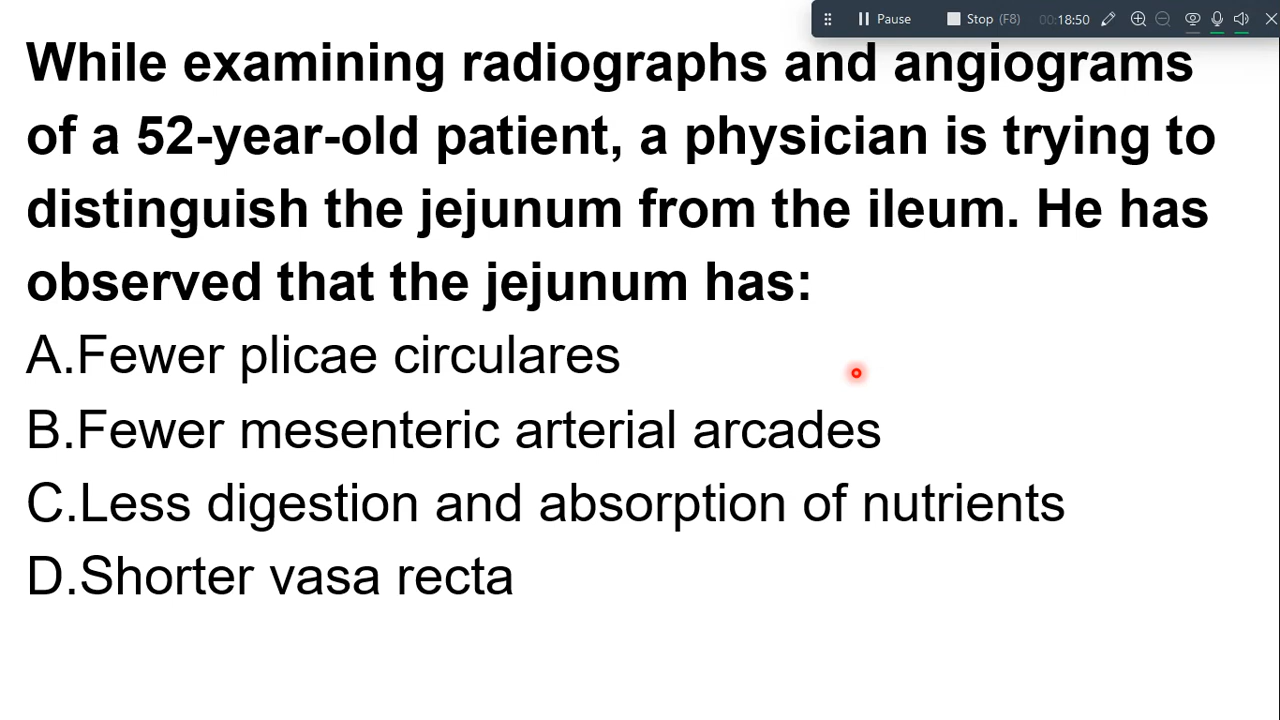 Pause Stop (F8) 00:18:50
While examining radiographs and angiograms
of a 52-year-old patient, a physician is trying to
distinguish the jejunum from the ileum. He has
observed that the jejunum has:
A.Fewer plicae circulares
B.Fewer mesenteric arterial arcades
C.Less digestion and absorption of nutrients
D.Shorter vasa recta